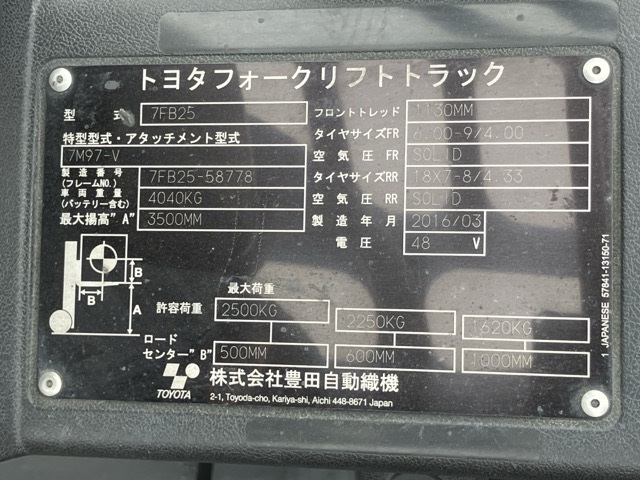 トヨタフォークリフトトラック
型式 7FB25 フロントトレッド 1130MM
特型型式・アタッチメント型式 タイヤサイズFR 6.00-9/4.00
7M97-V 空気圧 FR SOLID
製造番号 (フレームNO.) 7FB25-58778 タイヤサイズRR 18X7-8/4.33
車両重量 (バッテリー含む) 4040KG 空気圧 RR SOLID
最大揚高"A" 3500MM 製造年月 2016/03
電圧 48 V
B
B A
最大荷重
許容荷重 2500KG 2250KG 1620KG
ロード
センター"B" 500MM 600MM 1000MM
TOYOTA 株式会社豊田自動織機
2-1, Toyoda-cho, Kariya-shi, Aichi 448-8671 Japan
1 JAPANESE 57841-13150-71